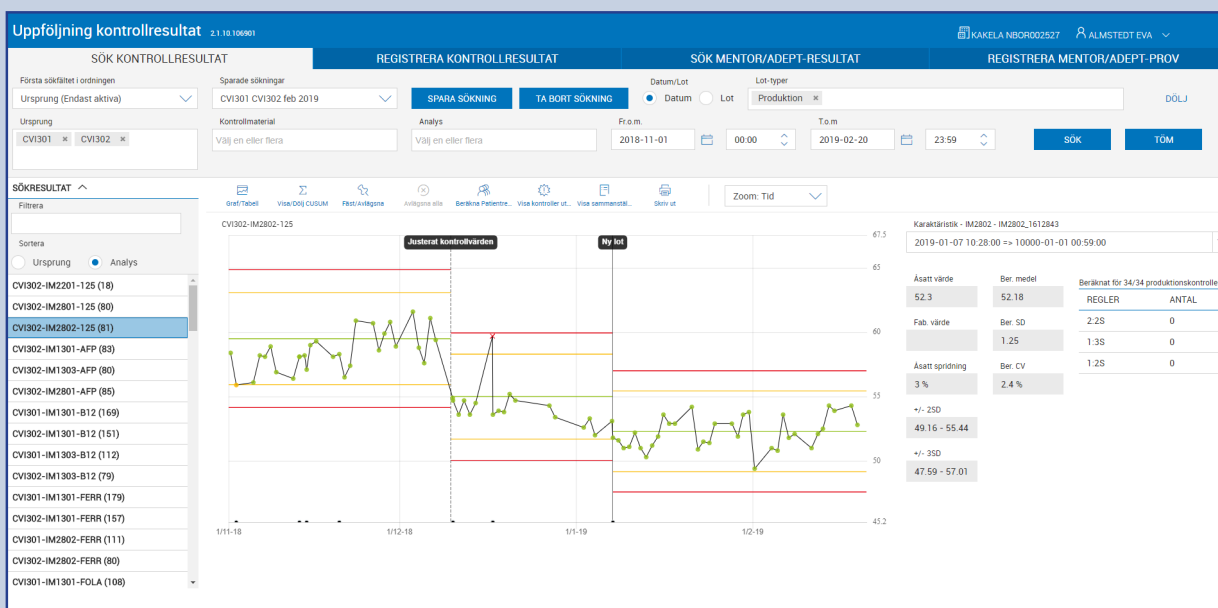 Uppföljning kontrollresultat 2.1.10.106901
KAKELA NBOR002527 ALMSTEDT EVA
SÖK KONTROLLRESULTAT REGISTRERA KONTROLLRESULTAT SÖK MENTOR/ADEPT-RESULTAT REGISTRERA MENTOR/ADEPT-PROV
Första sökfältet i ordningen Sparade sökningar Datum/Lot Lot-typer
Ursprung (Endast aktiva) CVI301 CVI302 feb 2019 SPARA SÖKNING TA BORT SÖKNING Datum Lot Produktion × DÖLJ
Ursprung Kontrollmaterial Analys Fr.o.m. T.o.m
CVI301 × CVI302 × Välj en eller flera Välj en eller flera 2018-11-01 00:00 2019-02-20 23:59 SÖK TÖM
SÖKRESULTAT
Filtrera
Sortera
Ursprung Analys
CVI302-IM2201-125 (18)
CVI302-IM2801-125 (80)
CVI302-IM2802-125 (81)
CVI302-IM1301-AFP (83)
CVI302-IM1303-AFP (80)
CVI302-IM2801-AFP (85)
CVI301-IM1301-B12 (169)
CVI302-IM1301-B12 (151)
CVI301-IM1303-B12 (112)
CVI302-IM1303-B12 (79)
CVI301-IM1301-FERR (179)
CVI302-IM1301-FERR (157)
CVI301-IM2802-FERR (111)
CVI302-IM2802-FERR (80)
CVI301-IM1301-FOLA (108)
Graf/Tabell Visa/Dölj CUSUM Fäst/Avlägsna Avlägsna alla Beräkna Patientre... Visa kontroller ut... Visa sammanstäl... Skriv ut Zoom: Tid
CVI302-IM2802-125
Justerat kontrollvärden Ny lot
67.5
65
60
55
50
45.2
1/11-18 1/12-18 1/1-19 1/2-19
Karaktäristik - IM2802 - IM2802_1612843
2019-01-07 10:28:00 => 10000-01-01 00:59:00
Åsatt värde Ber. medel Beräknat för 34/34 produktionskontroller
52.3 52.18 REGLER ANTAL
Fab. värde Ber. SD 2:2S 0
1.25 1:3S 0
Åsatt spridning Ber. CV 1:2S 0
3 % 2.4 %
+/- 2SD
49.16 - 55.44
+/- 3SD
47.59 - 57.01